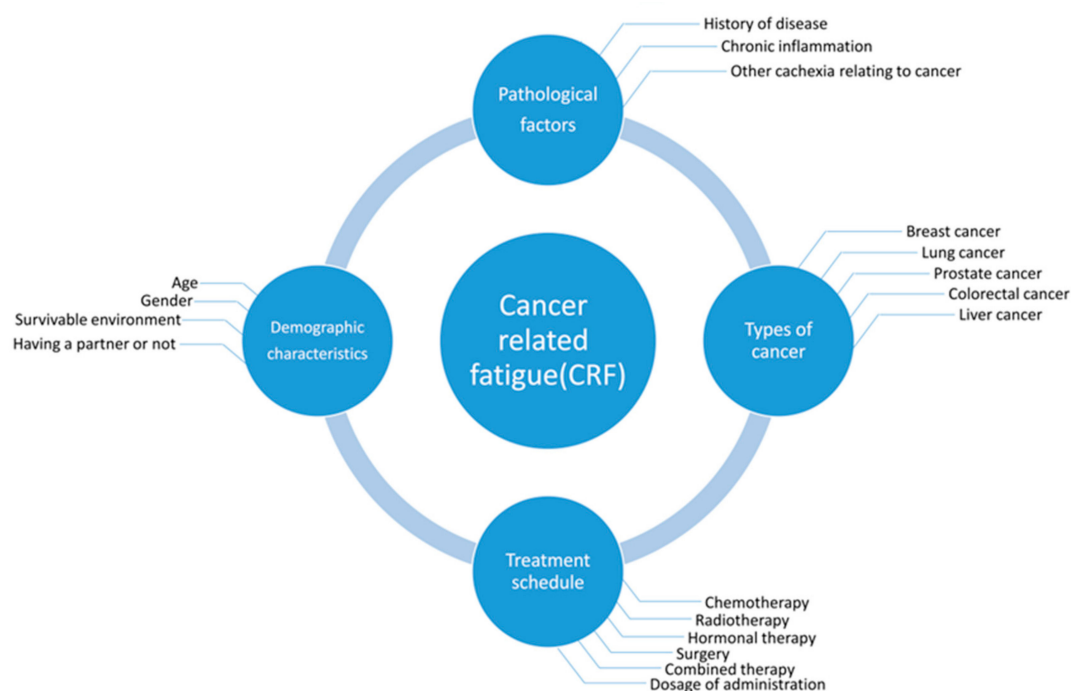 History of disease
Chronic inflammation
Other cachexia relating to cancer
Pathological
factors
Breast cancer
Lung cancer
Prostate cancer
Colorectal cancer
Liver cancer
Types of
cancer
Age
Gender
Survivable environment
Having a partner or not
Demographic
characteristics
Cancer
related
fatigue(CRF)
Treatment
schedule
Chemotherapy
Radiotherapy
Hormonal therapy
Surgery
Combined therapy
Dosage of administration